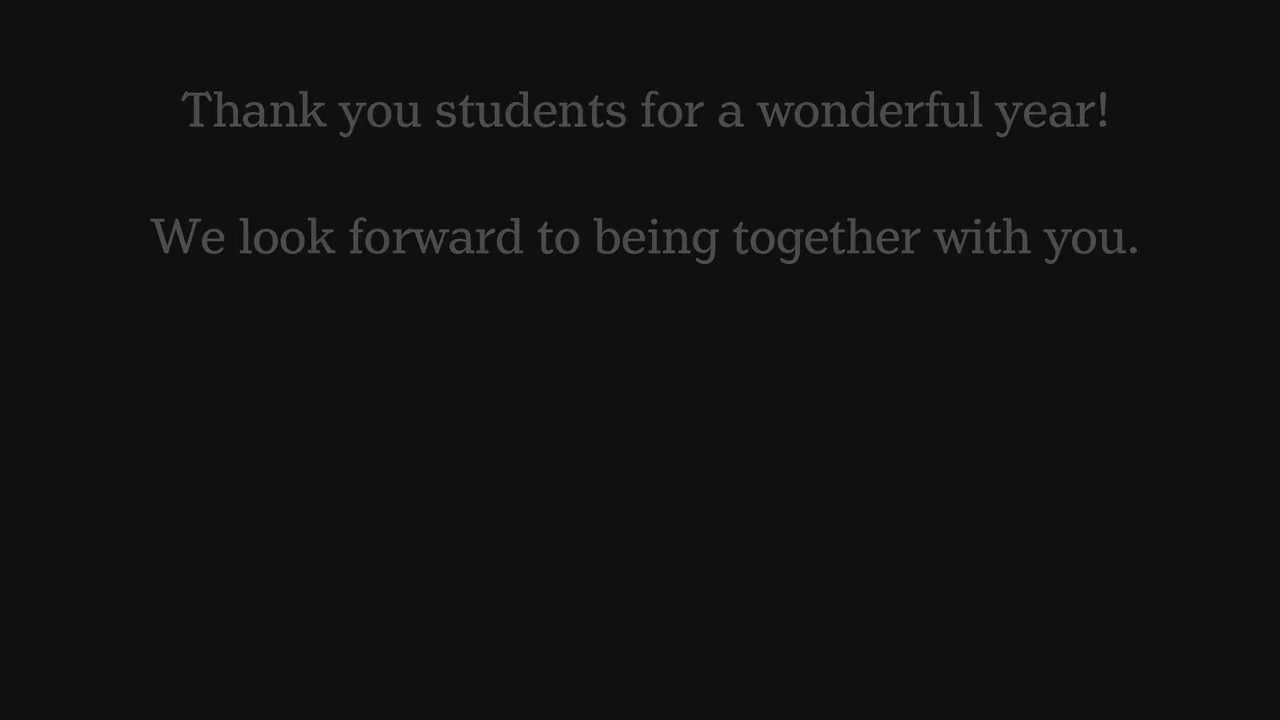 Thank you students for a wonderful year!
We look forward to being together with you.